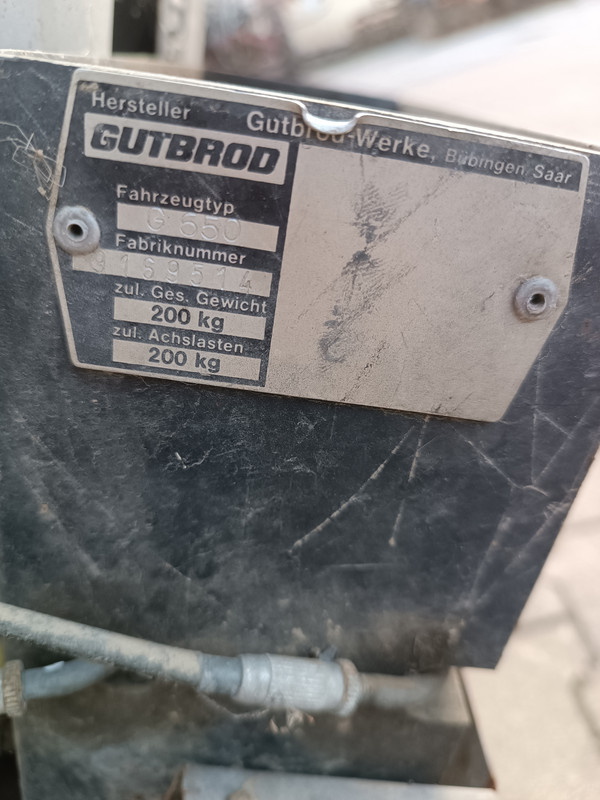 Hersteller Gutbrod-Werke, Bübingen, Saar
GUTBROD
Fahrzeugtyp
G 650
Fabriknummer
zul. Ges. Gewicht
200 kg
zul. Achslasten
200 kg